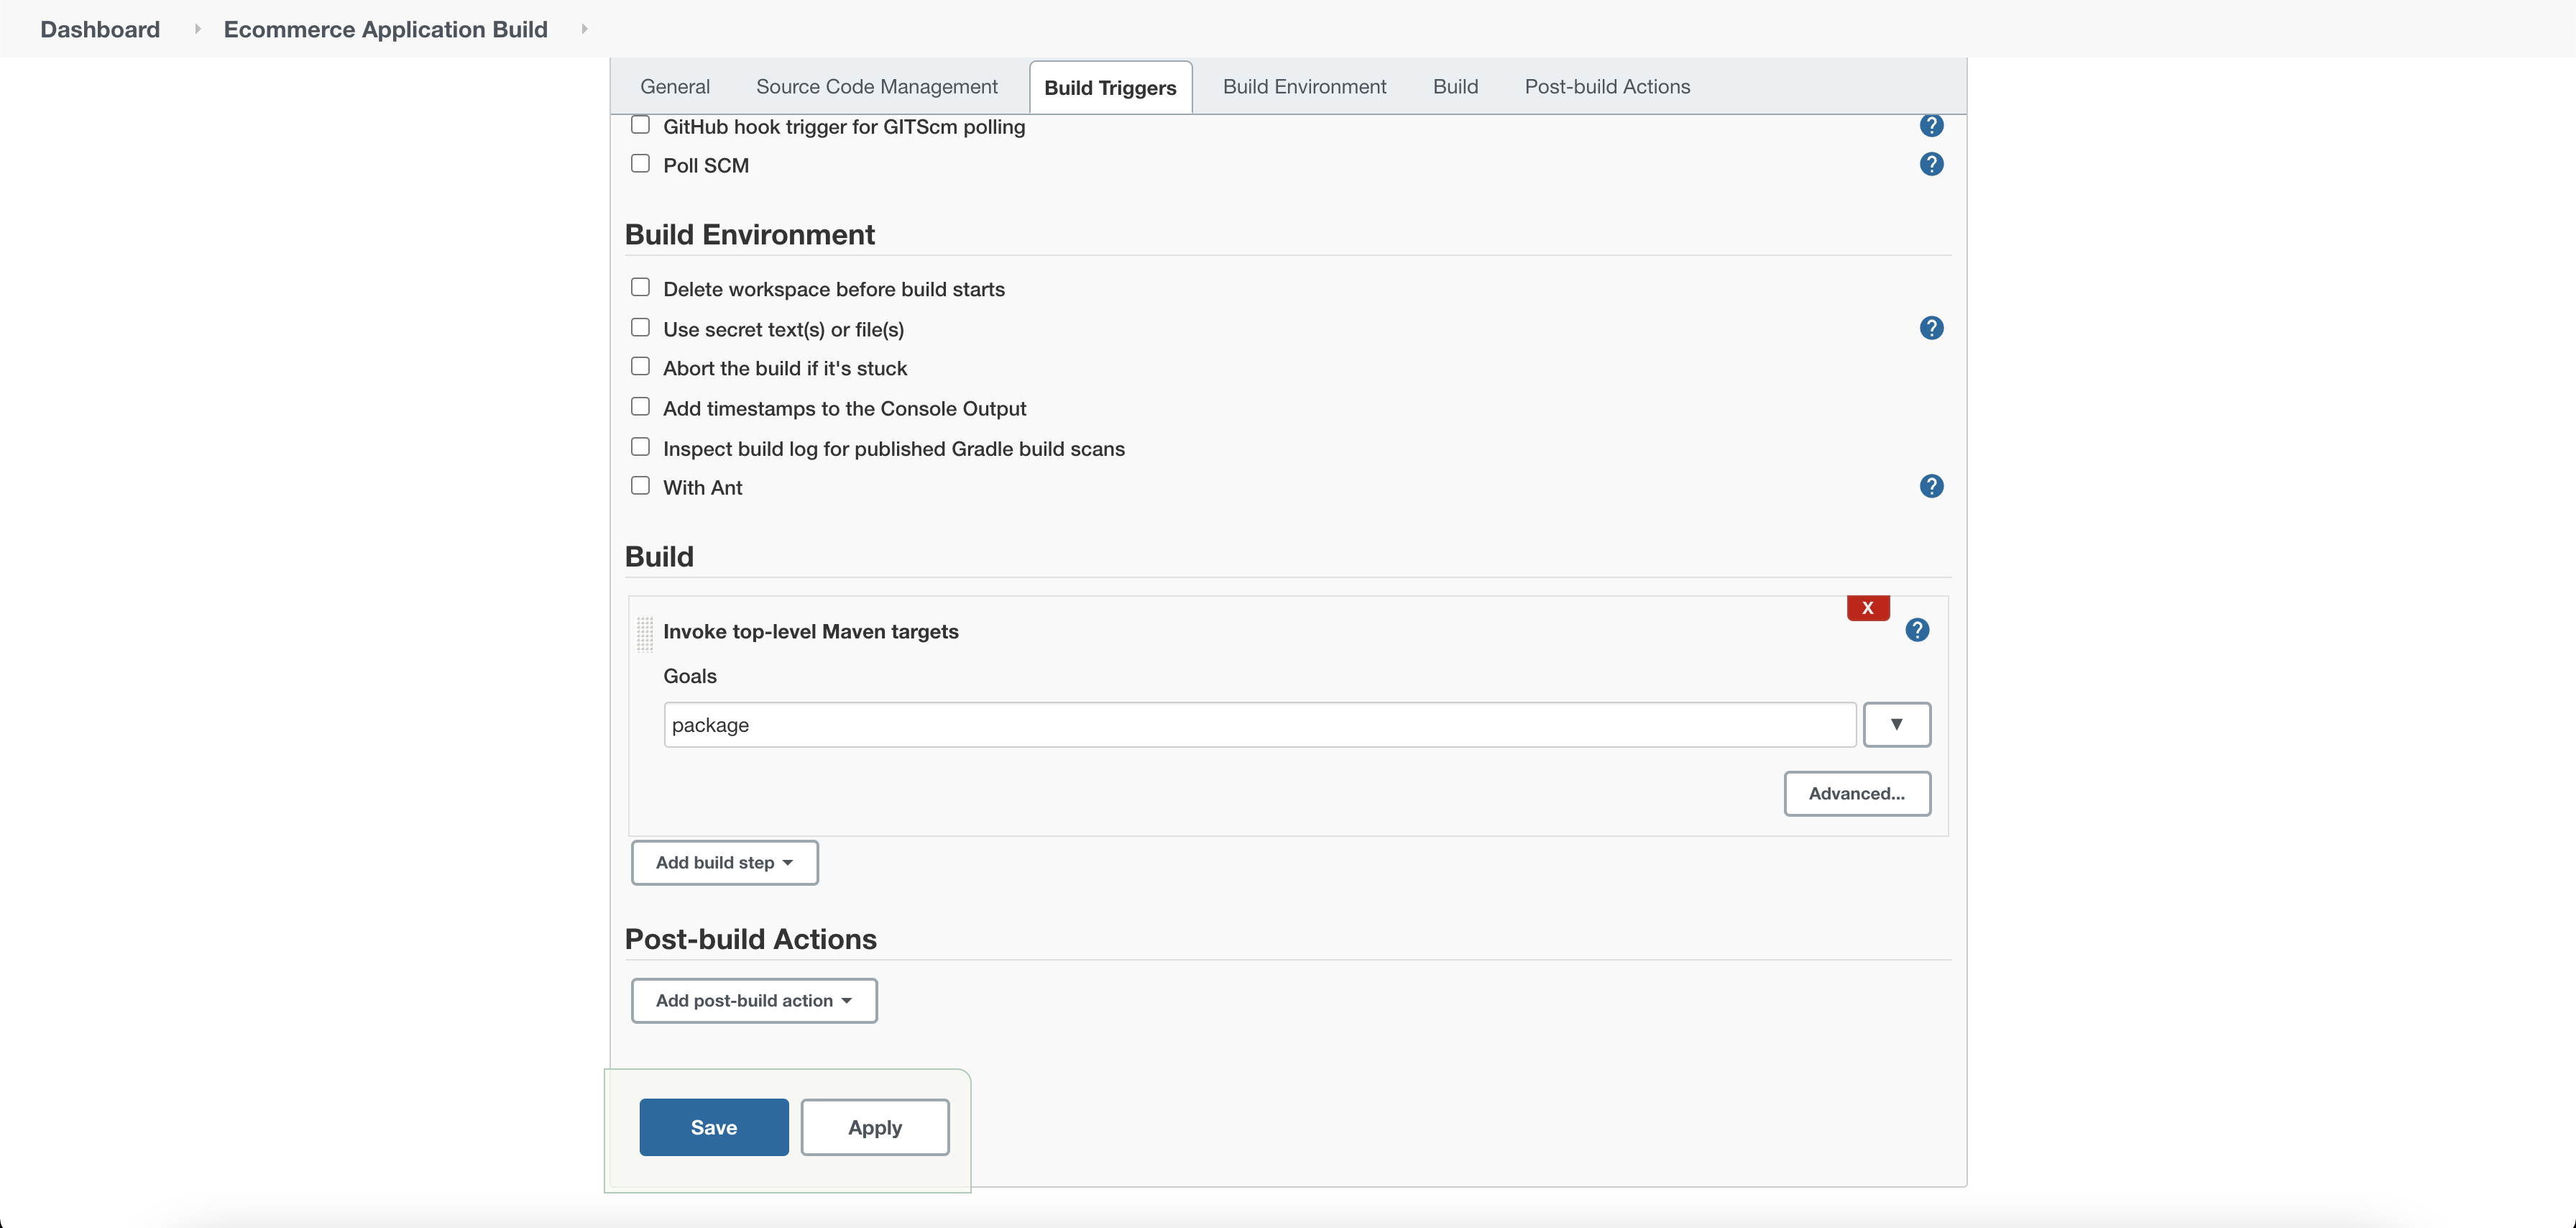 Dashboard Ecommerce Application Build
General Source Code Management Build Triggers Build Environment Build Post-build Actions
GitHub hook trigger for GITScm polling ?
Poll SCM ?
Build Environment
Delete workspace before build starts
Use secret text(s) or file(s) ?
Abort the build if it's stuck
Add timestamps to the Console Output
Inspect build log for published Gradle build scans
With Ant ?
Build
X
Invoke top-level Maven targets ?
Goals
package
Advanced...
Add build step
Post-build Actions
Add post-build action
Save Apply